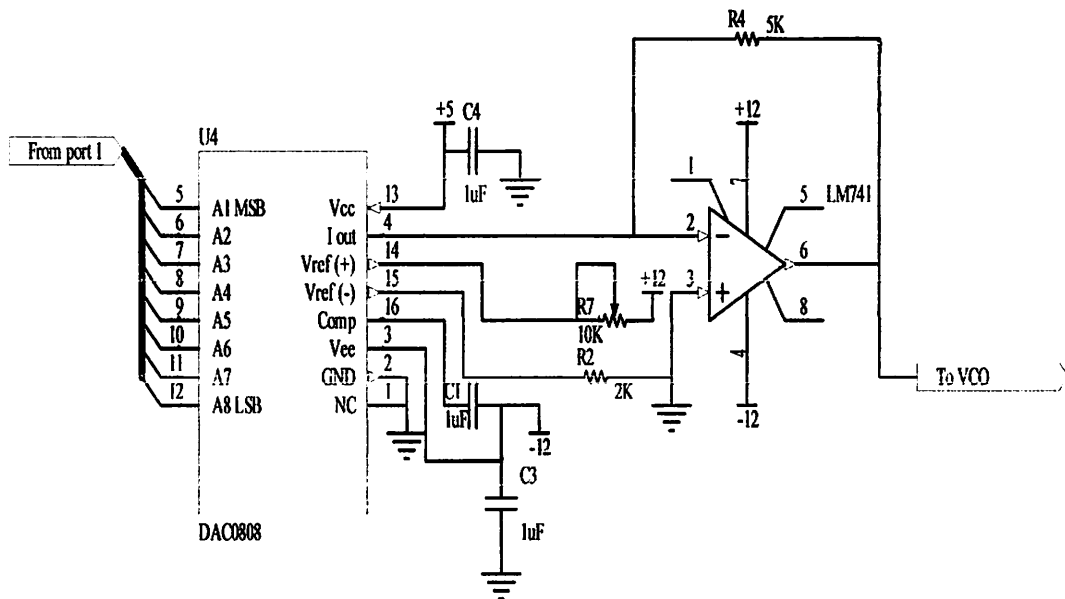 R4 5K
+5 C4 +12
U4
From port 1
1uF 1 7
5 A1 MSB Vcc 13 5 LM741
6 A2 I out 4 2 - 6
7 A3 Vref (+) 14 +12
8 A4 Vref (-) 15 R7 3 + 8
9 A5 Comp 16 10K
10 A6 Vee 3 R2 4
11 A7 GND 2 C1 2K To VCO
12 A8 LSB NC 1 1uF -12 -12
C3
DAC0808 1uF